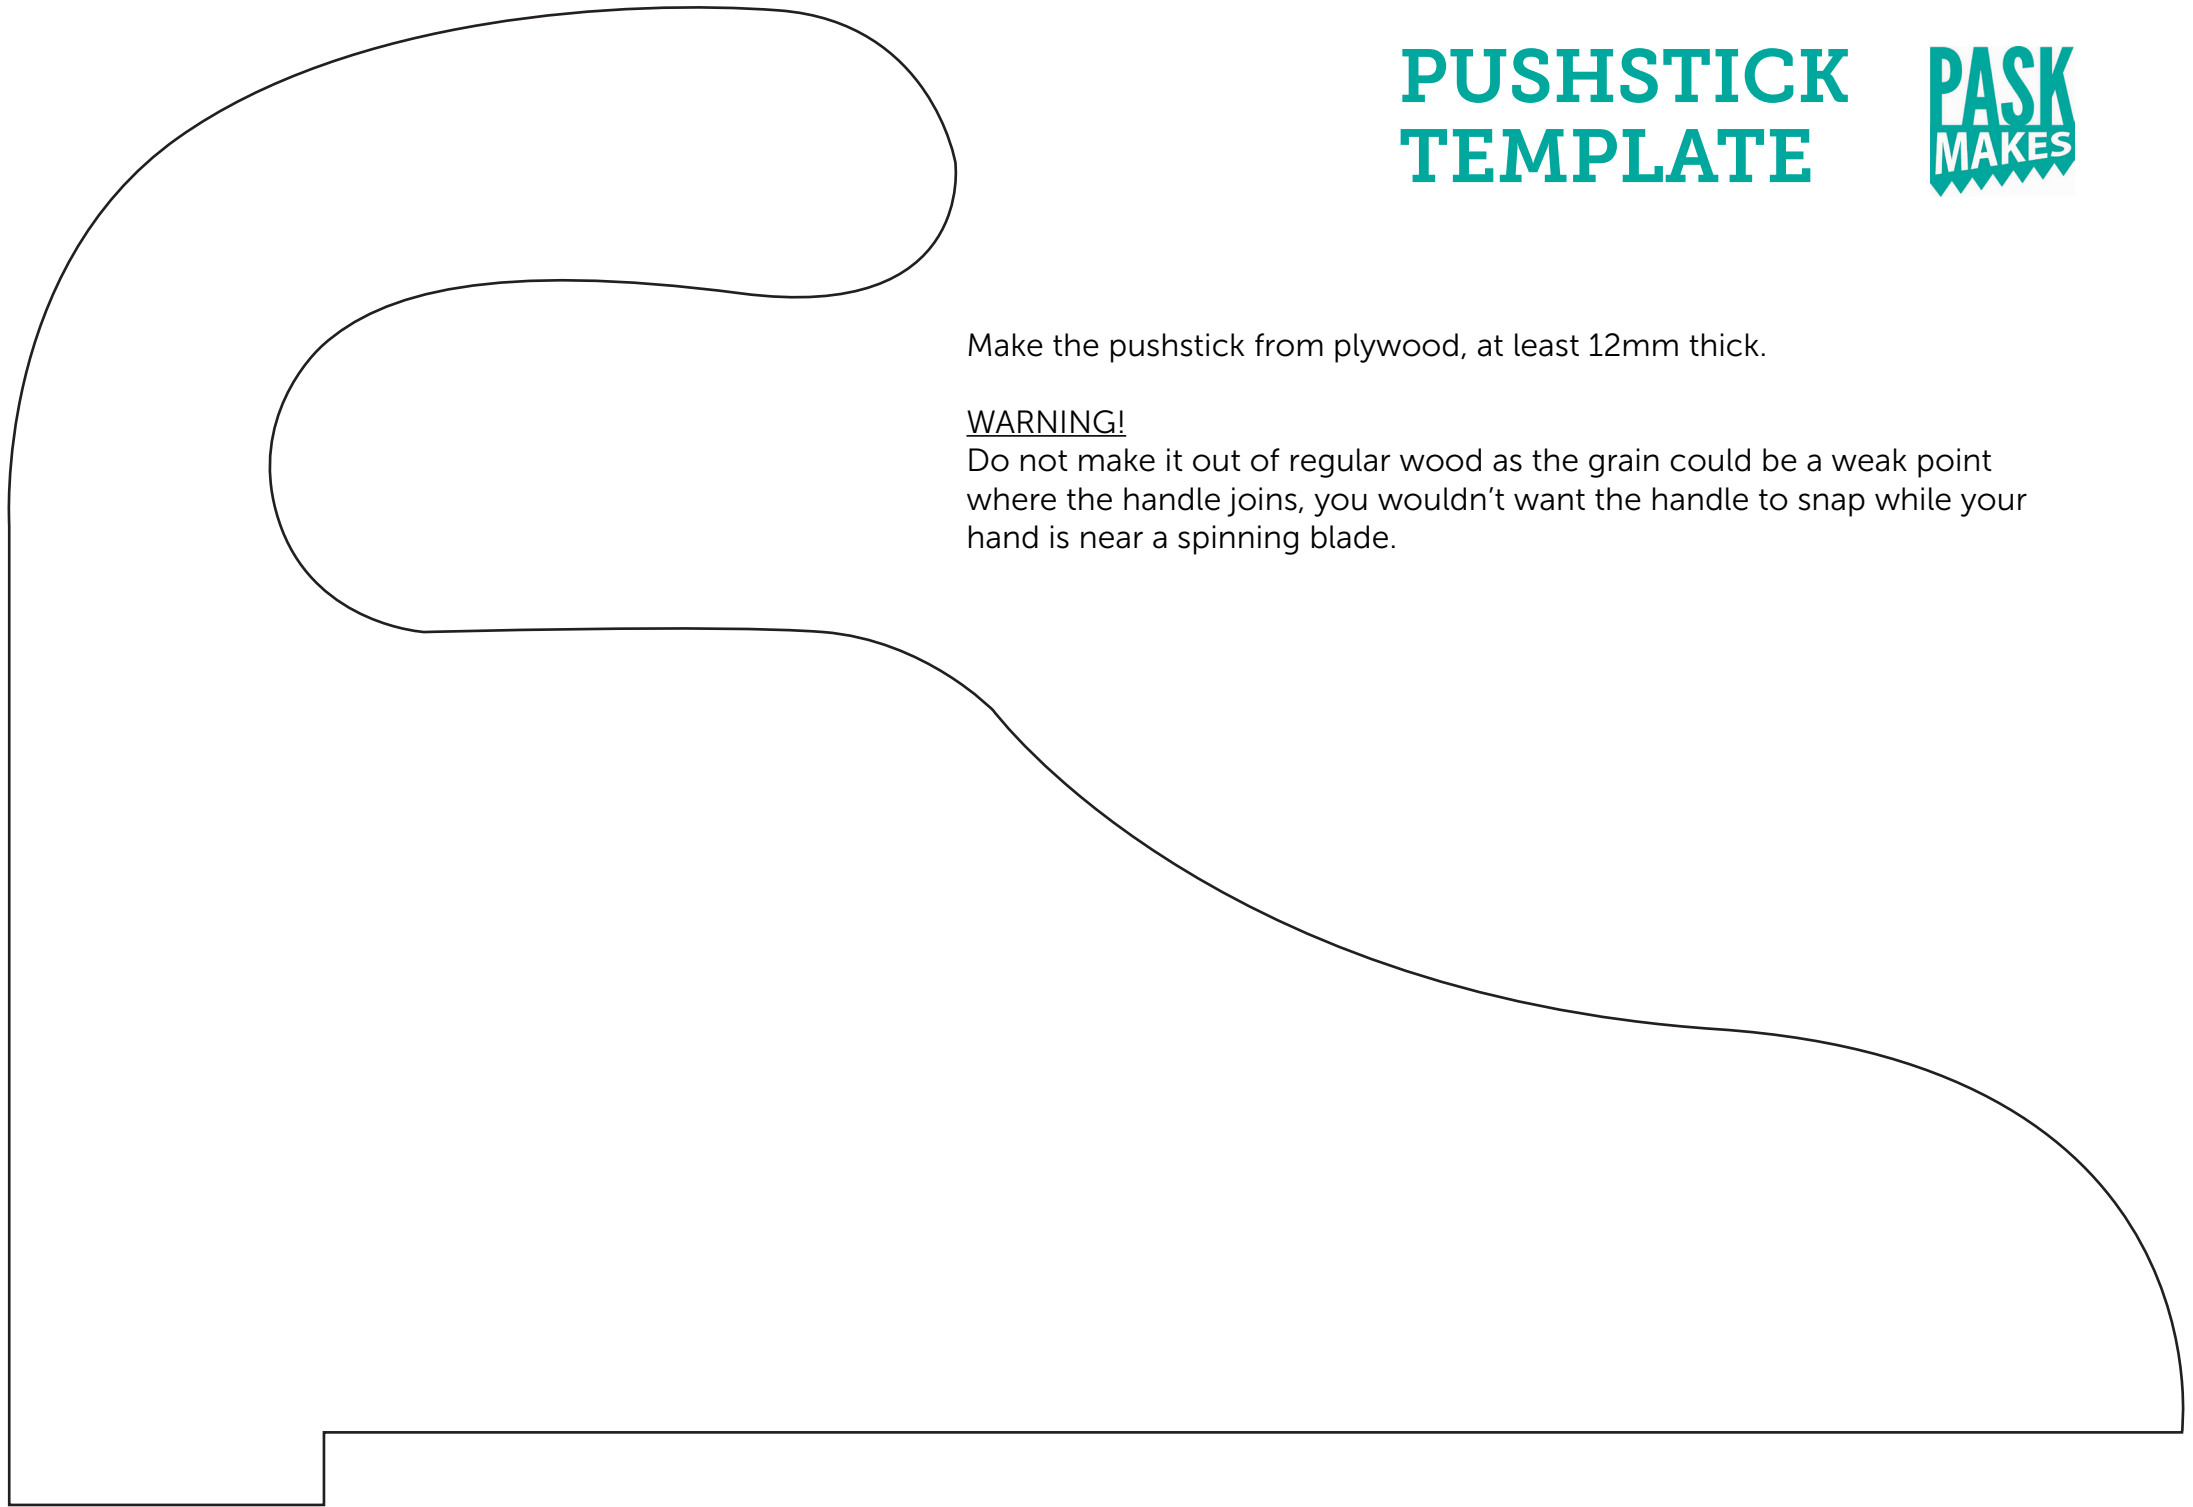 PUSHSTICK
TEMPLATE
PASK
MAKES
Make the pushstick from plywood, at least 12mm thick.
WARNING!
Do not make it out of regular wood as the grain could be a weak point
where the handle joins, you wouldn’t want the handle to snap while your
hand is near a spinning blade.